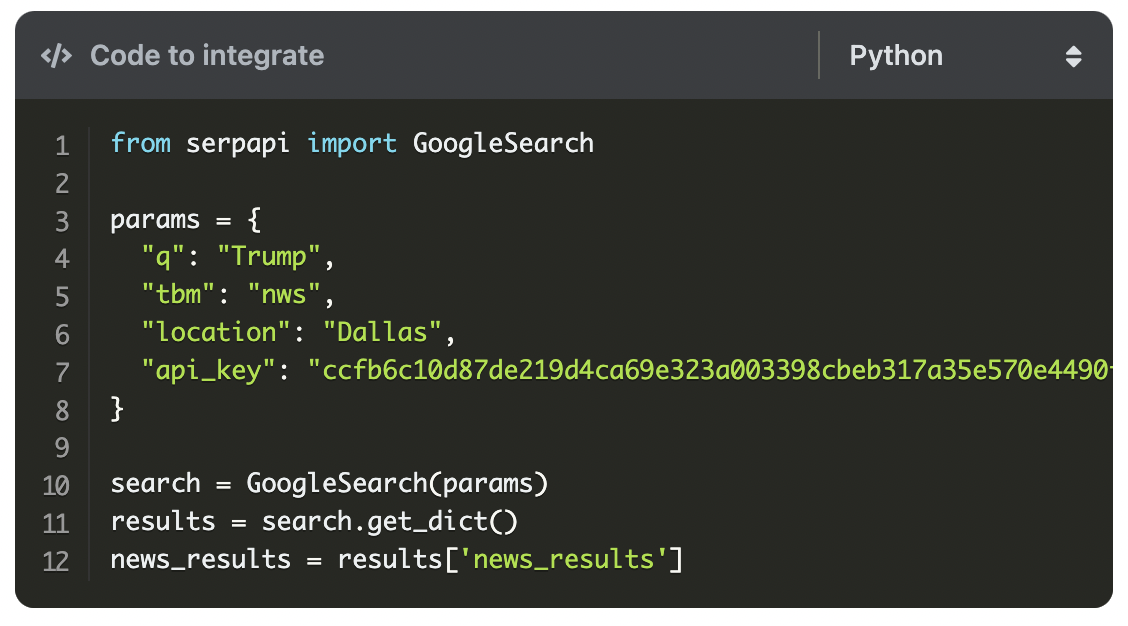 </> Code to integrate Python
1 from serpapi import GoogleSearch
2
3 params = {
4 "q": "Trump",
5 "tbm": "nws",
6 "location": "Dallas",
7 "api_key": "ccfb6c10d87de219d4ca69e323a003398cbeb317a35e570e4490
8 }
9
10 search = GoogleSearch(params)
11 results = search.get_dict()
12 news_results = results['news_results']